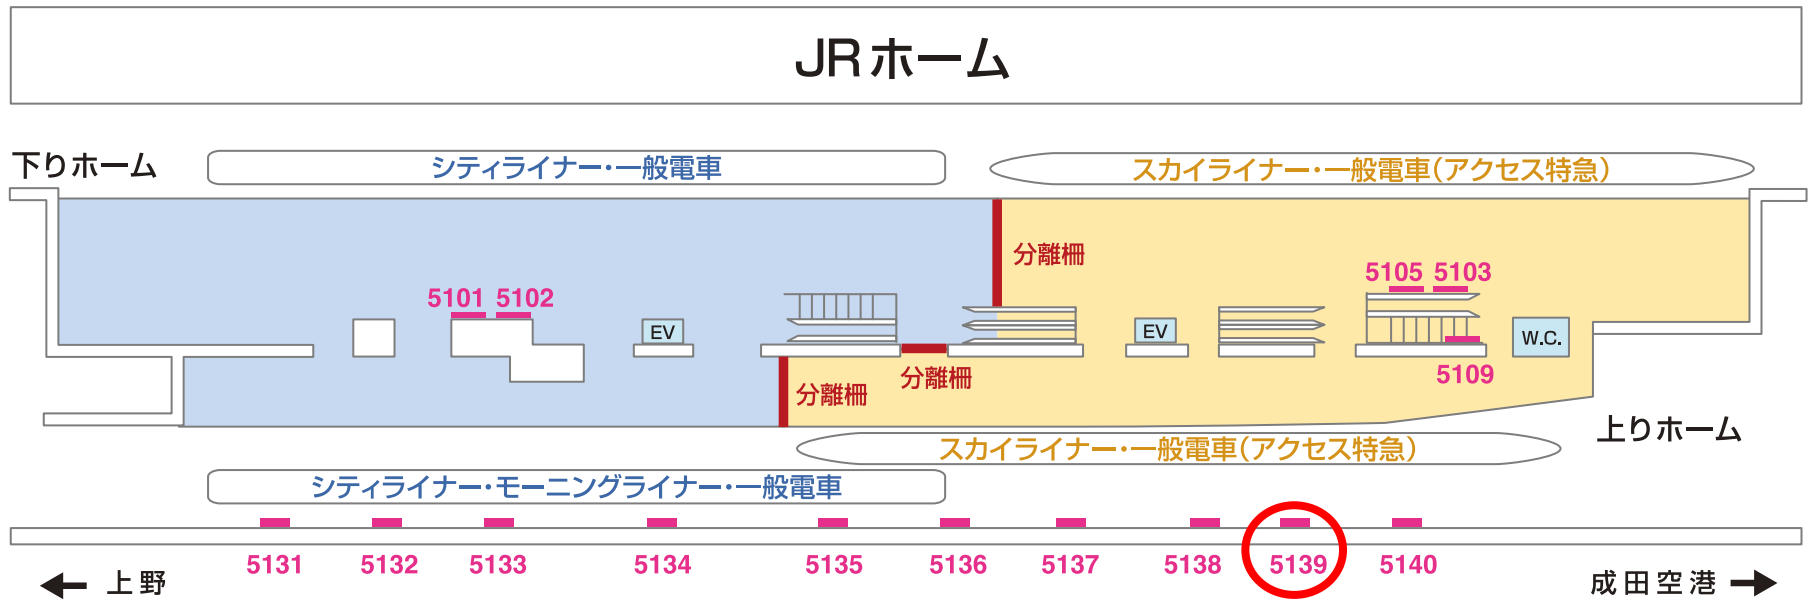 JRホーム
下りホーム
シティライナー・一般電車
スカイライナー・一般電車(アクセス特急)
分離柵
5101 5102
5105 5103
EV
EV
W.C.
分離柵
分離柵
5109
上りホーム
スカイライナー・一般電車(アクセス特急)
シティライナー・モーニングライナー・一般電車
5131 5132 5133 5134 5135 5136 5137 5138 5139 5140
上野
成田空港